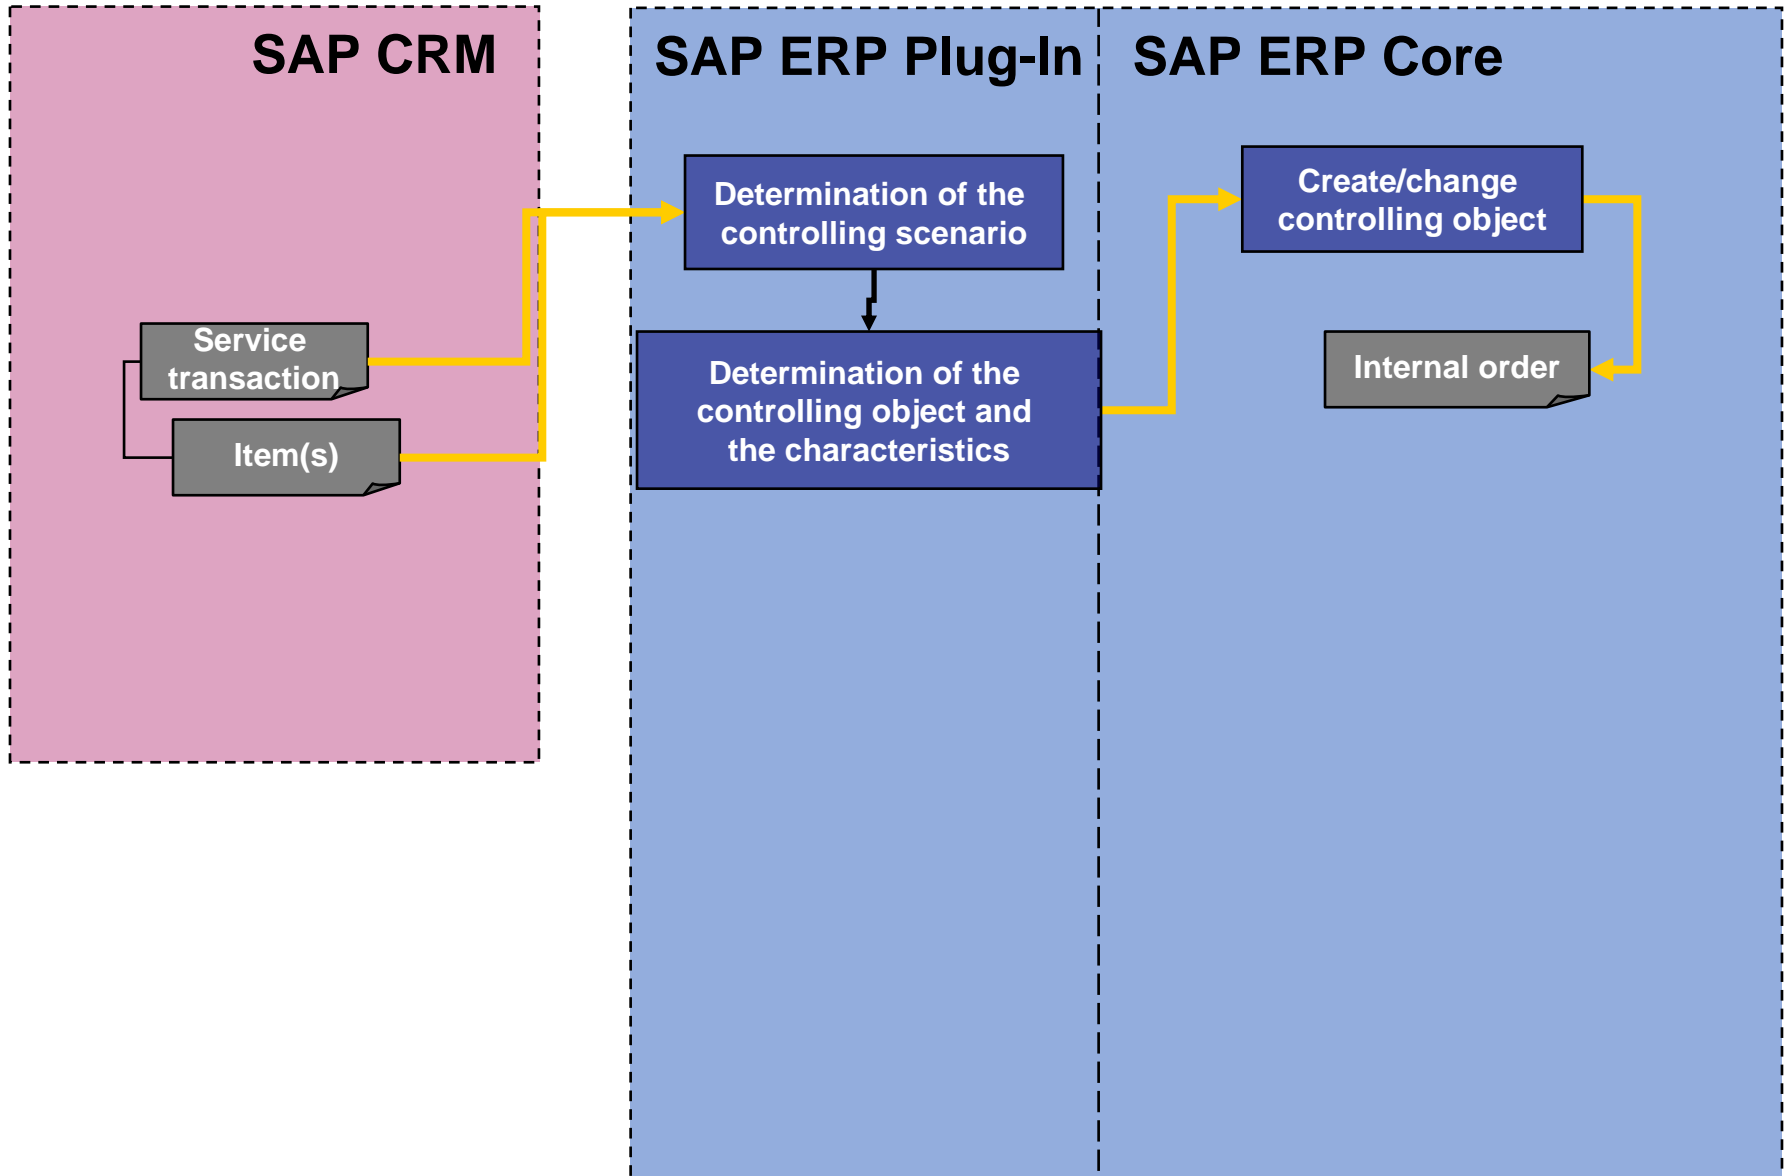 SAP CRM
SAP ERP Plug-In
SAP ERP Core
Determination of the
controlling scenario
Create/change
controlling object
Service
transaction
Item(s)
Determination of the
controlling object and
the characteristics
Internal order